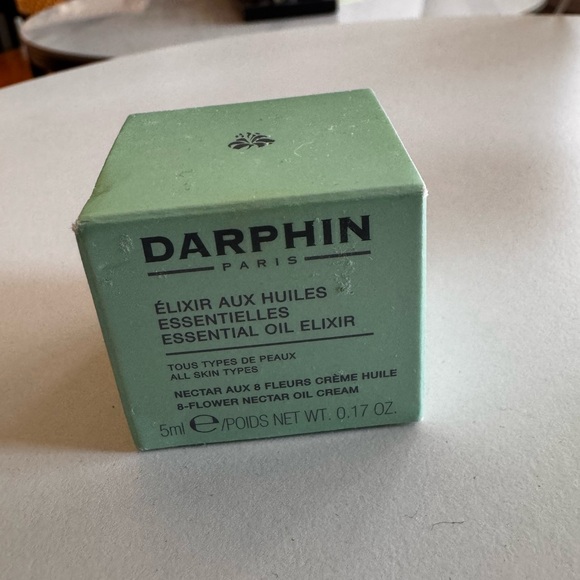 DARPHIN
PARIS
ÉLIXIR AUX HUILES
ESSENTIELLES
ESSENTIAL OIL ELIXIR
TOUS TYPES DE PEAUX
ALL SKIN TYPES
NECTAR AUX 8 FLEURS CRÈME HUILE
8-FLOWER NECTAR OIL CREAM
5ml ℮/POIDS NET WT. 0.17 OZ.